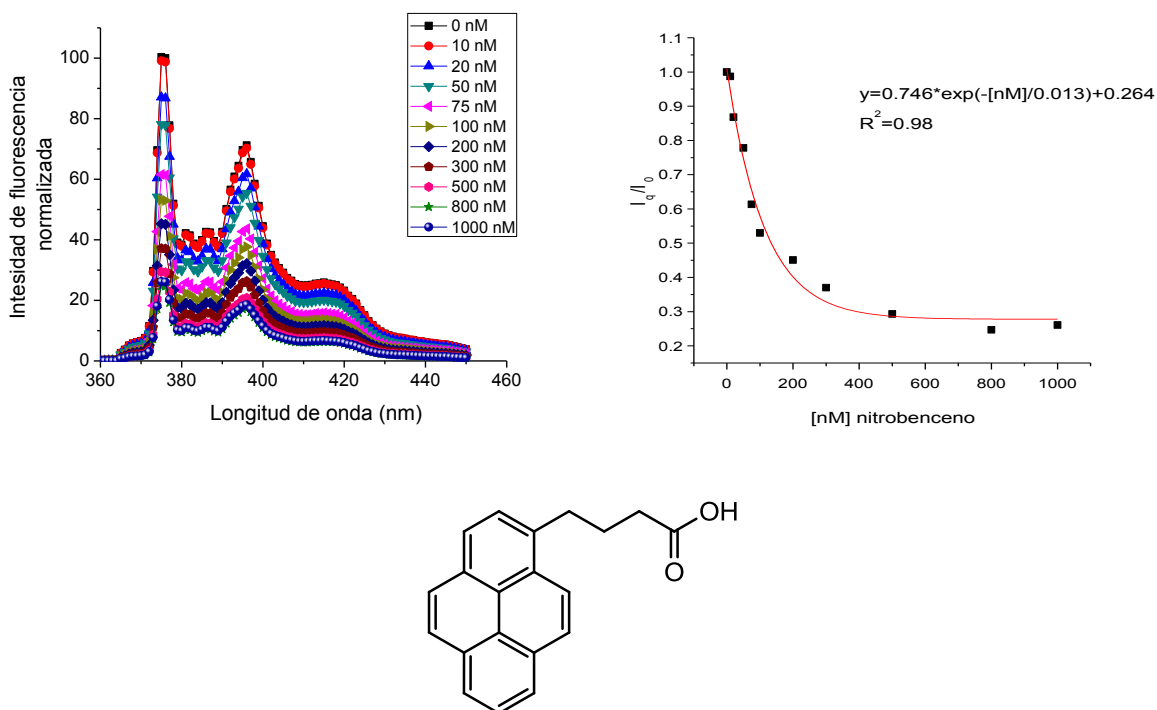 0 nM
10 nM
20 nM
50 nM
75 nM
100 nM
200 nM
300 nM
500 nM
800 nM
1000 nM
Intesidad de fluorescencia
normalizada
100
80
60
40
20
0
360 380 400 420 440 460
Longitud de onda (nm)
y=0.746*exp(-[nM]/0.013)+0.264
R²=0.98
Iq/I0
1.1
1.0
0.9
0.8
0.7
0.6
0.5
0.4
0.3
0.2
0 200 400 600 800 1000
[nM] nitrobenceno
OH
O